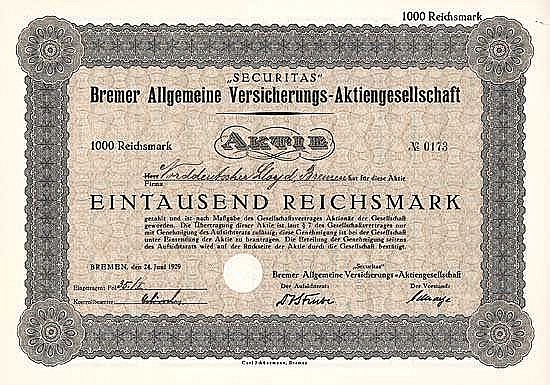 1000 Reichsmark
„SECURITAS"
Bremer Allgemeine Versicherungs-Aktiengesellschaft
AKTIE
1000 Reichsmark
№ 0173
Herr
Firma Norddeutscher Lloyd, Bremen hat für diese Aktie
EINTAUSEND REICHSMARK
gezahlt und ist nach Maßgabe des Gesellschaftsvertrages Aktionär der Gesellschaft
geworden. Die Übertragung dieser Aktie ist laut § 7 des Gesellschaftsvertrages nur
mit Genehmigung des Aufsichtsrats zulässig; diese Genehmigung ist bei der Gesellschaft
unter Einsendung der Aktie zu beantragen. Die Erteilung der Genehmigung seitens
des Aufsichtsrats wird auf der Rückseite der Aktie durch die Gesellschaft bestätigt.
BREMEN, den 24. Juni 1929
„Securitas"
Bremer Allgemeine Versicherungs-Aktiengesellschaft
Eingetragen Fol.
Der Aufsichtsrat:
Der Vorstand:
Kontrollbeamter
Carl Schünemann, Bremen